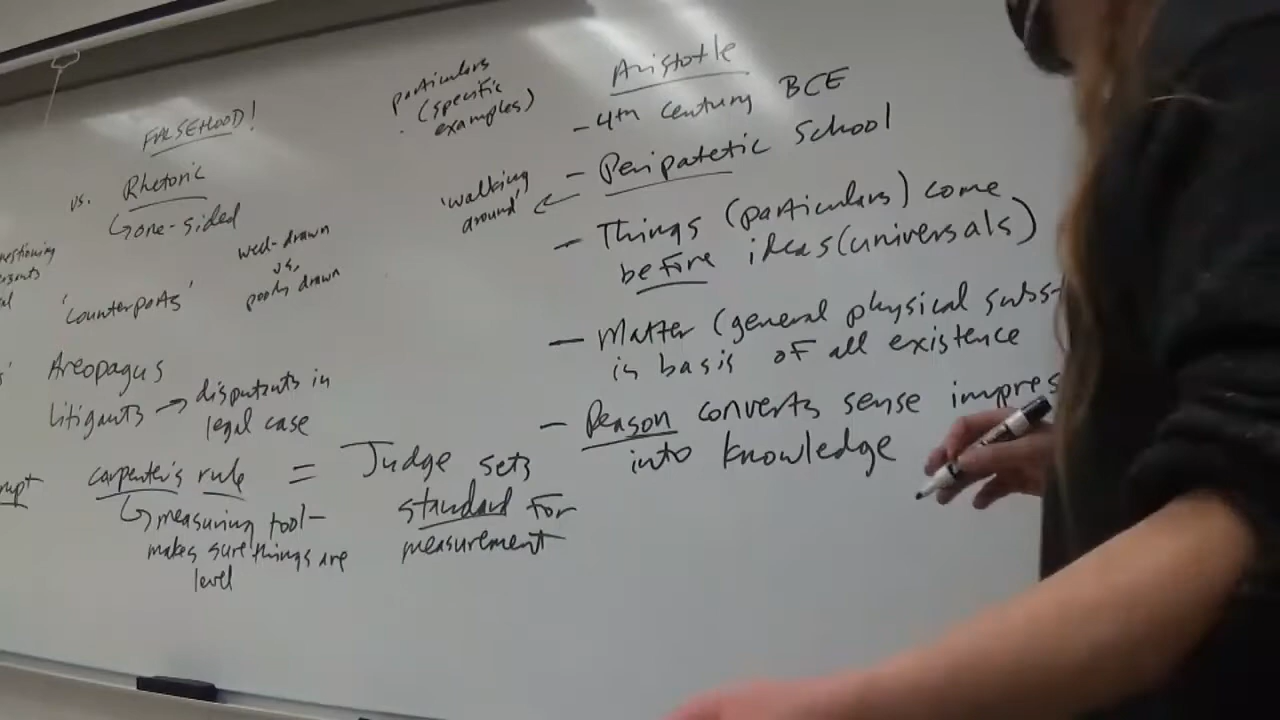 FALSEHOOD!
vs. Rhetoric
one-sided
well-drawn
vs.
poorly drawn
'counterparts'
Areopagus
litigants → disputants in
legal case
carpenter's rule = Judge sets
standard for
measurement
measuring tool-
makes sure things are
level
particulars
(specific
examples)
'walking
around'
Aristotle
- 4th century BCE
- Peripatetic School
- Things (particulars) come
before ideas (universals)
- Matter (general physical subst
is basis of all existence
- Reason converts sense impres
into knowledge